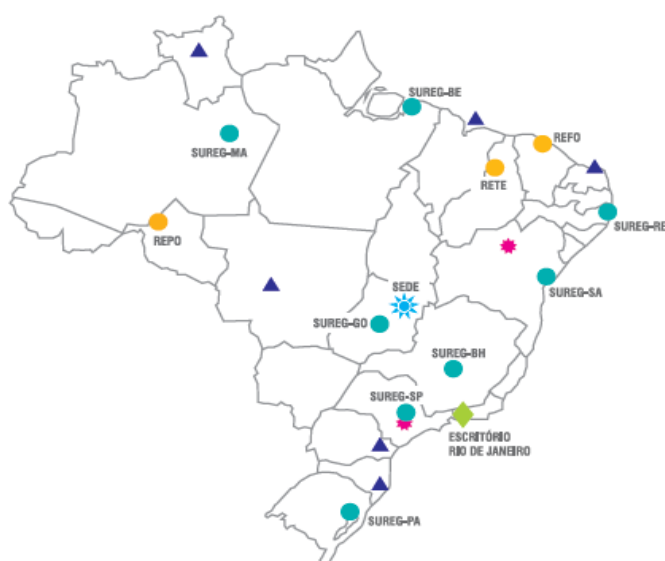 SUREG-BE
REFO
SUREG-MA
RETE
SUREG-RE
REPO
SEDE
SUREG-SA
SUREG-GO
SUREG-BH
SUREG-SP
ESCRITÓRIO
RIO DE JANEIRO
SUREG-PA